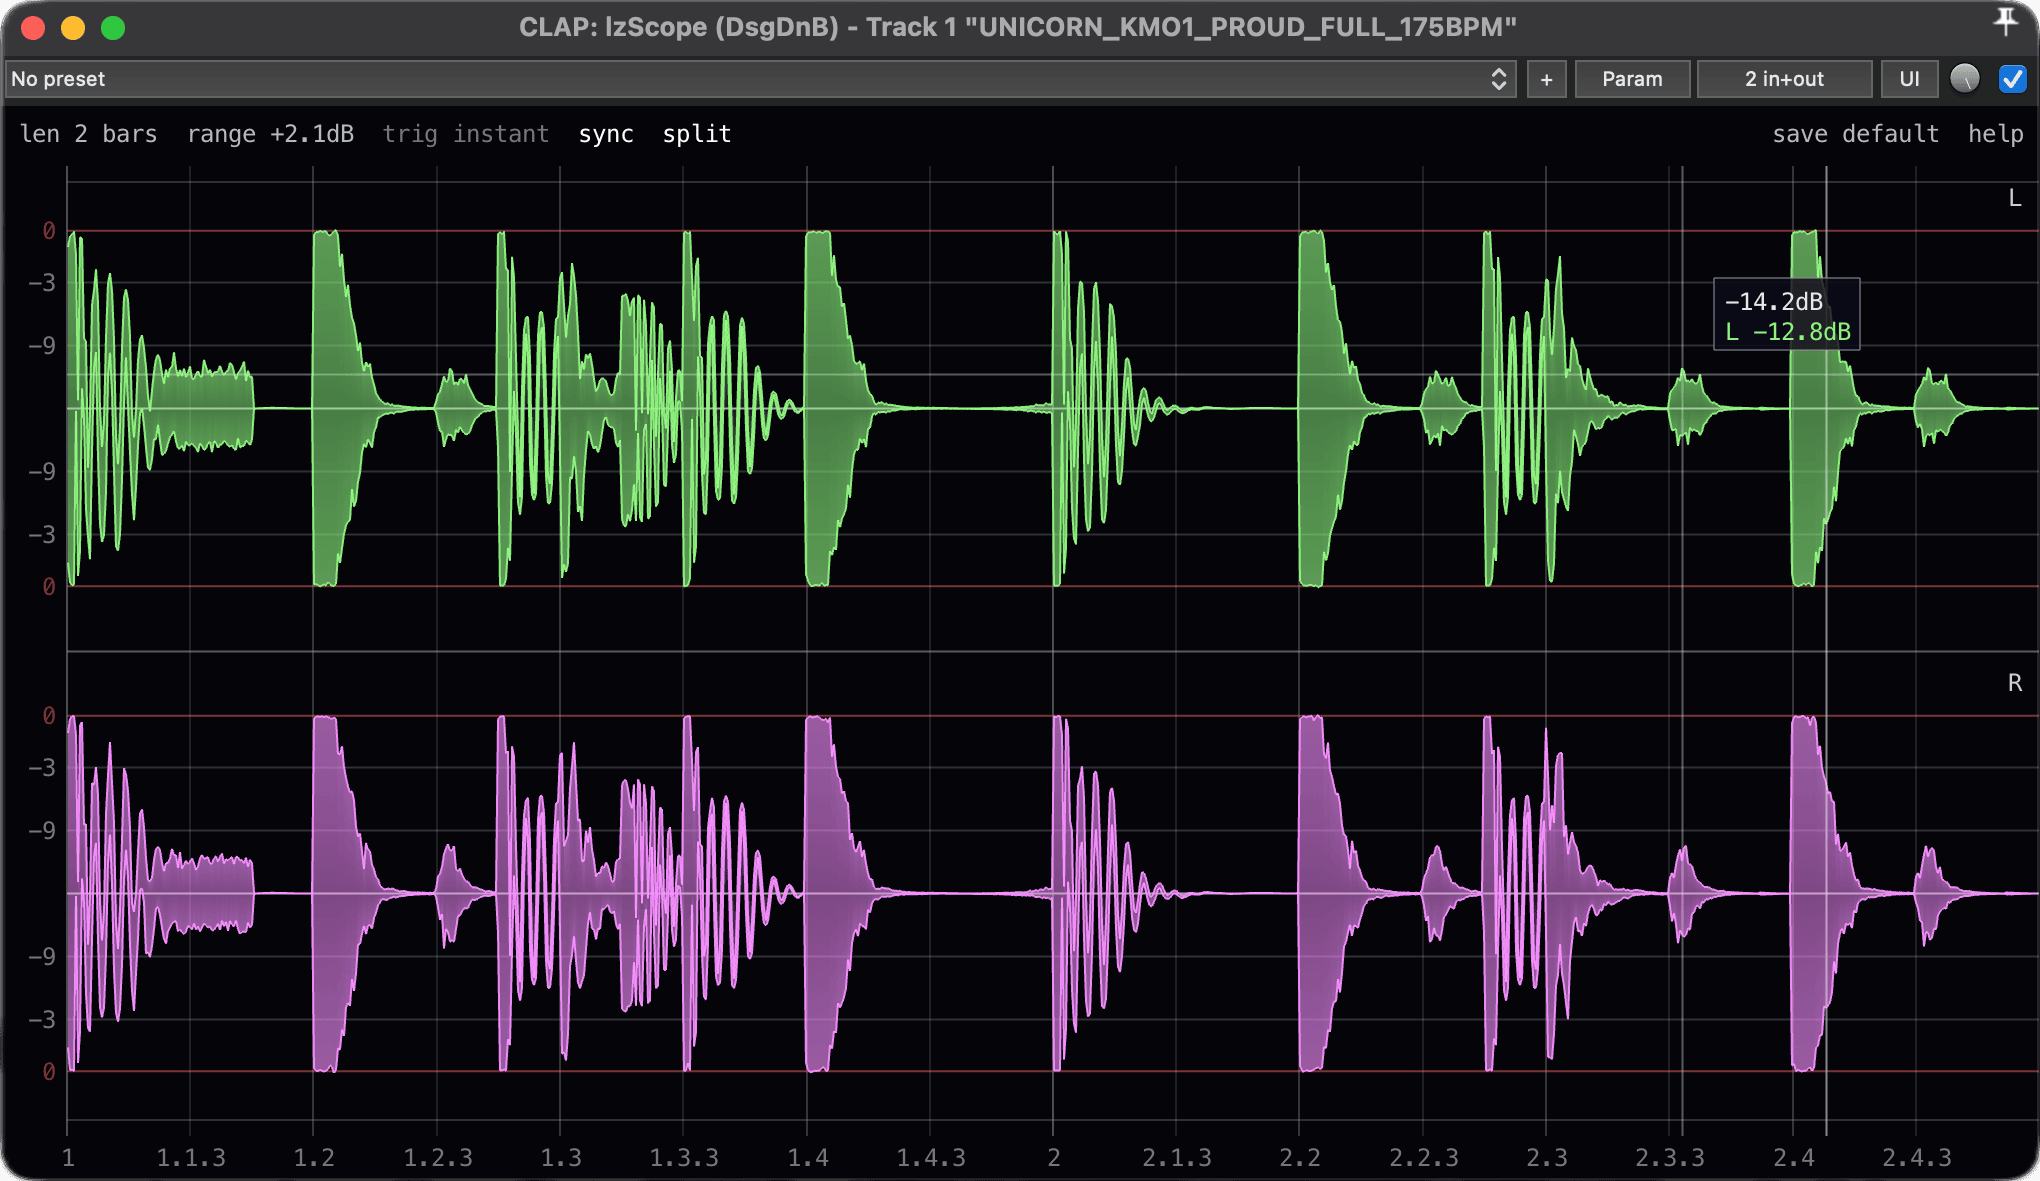 CLAP: lzScope (DsgDnB) - Track 1 "UNICORN_KMO1_PROUD_FULL_175BPM"
No preset + Param 2 in+out UI
len 2 bars range +2.1dB trig instant sync split save default help
L
0
−3
−9
−9
−3
0
−14.2dB
L −12.8dB
R
0
−3
−9
−9
−3
0
1 1.1.3 1.2 1.2.3 1.3 1.3.3 1.4 1.4.3 2 2.1.3 2.2 2.2.3 2.3 2.3.3 2.4 2.4.3